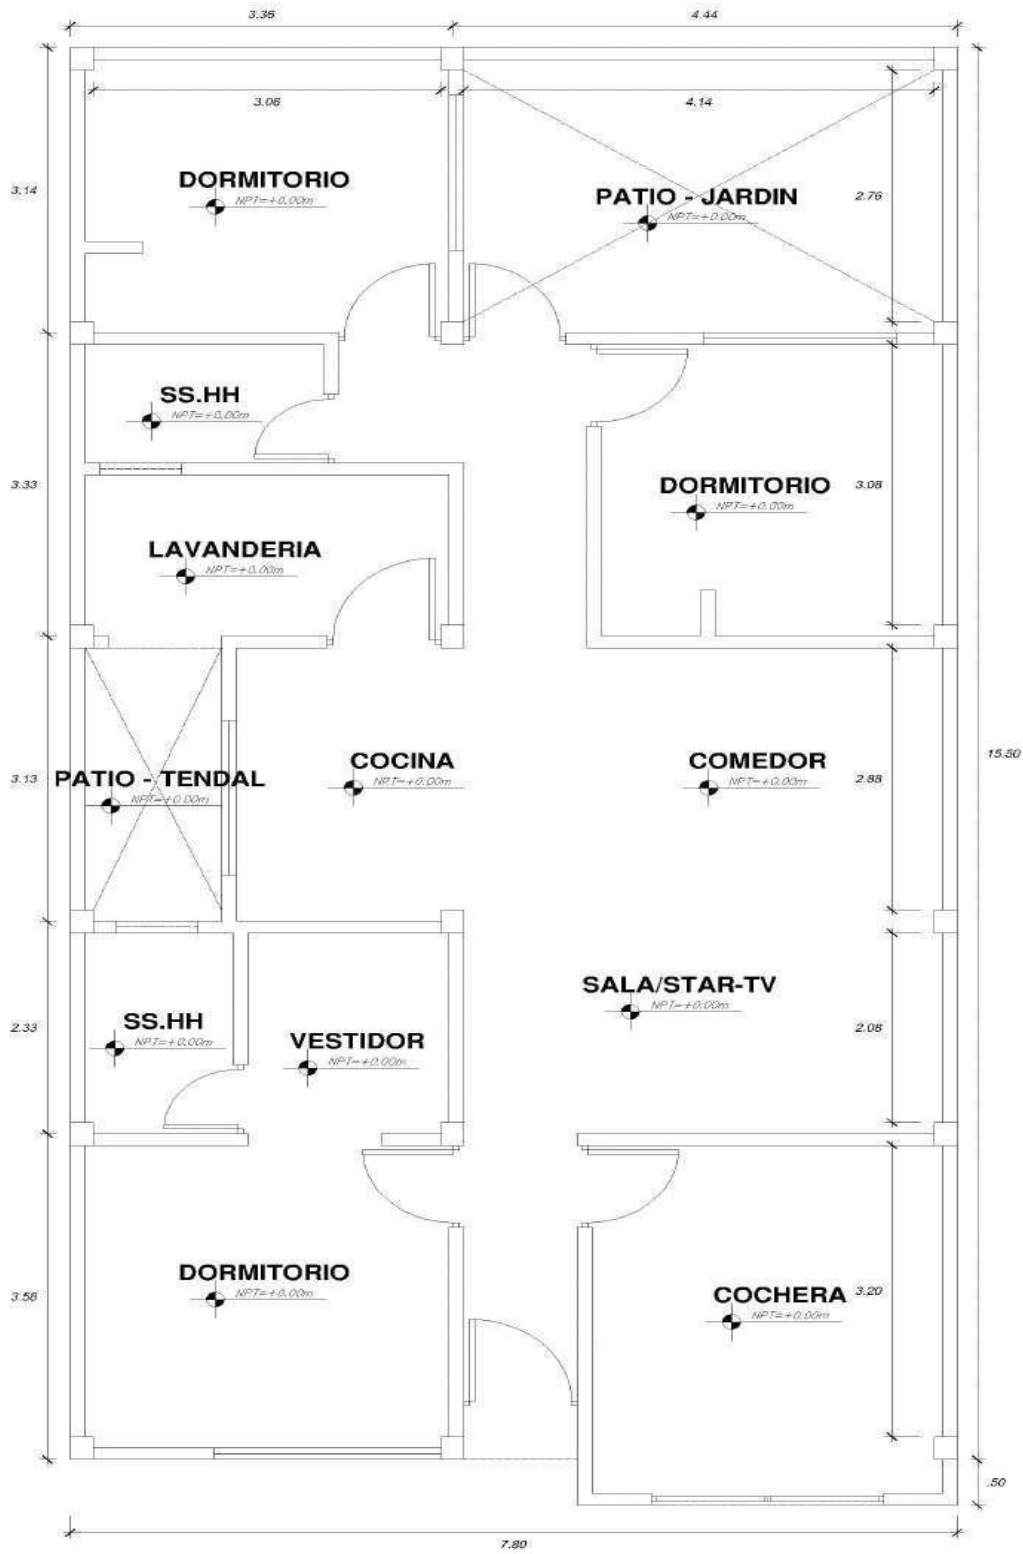 3.36
4.44
3.06
4.14
DORMITORIO
NPT=+0.00m
3.14
PATIO - JARDIN
NPT=+0.00m
2.76
SS.HH
NPT=+0.00m
3.33
DORMITORIO
NPT=+0.00m
3.08
LAVANDERIA
NPT=+0.00m
COCINA
NPT=+0.00m
COMEDOR
NPT=+0.00m
2.88
15.50
3.13
PATIO - TENDAL
NPT=+0.00m
SALA/STAR-TV
NPT=+0.00m
SS.HH
NPT=+0.00m
2.33
VESTIDOR
NPT=+0.00m
2.08
DORMITORIO
NPT=+0.00m
3.58
COCHERA
NPT=+0.00m
3.20
.50
7.80